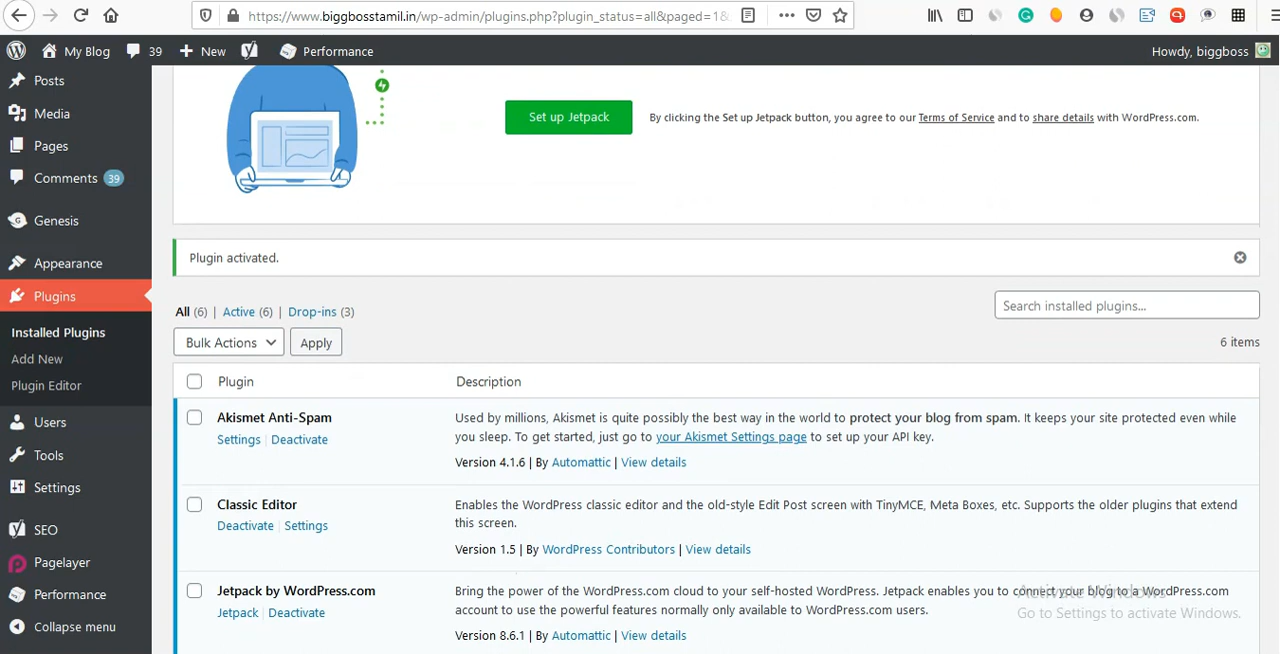 https://www.biggbosstamil.in/wp-admin/plugins.php?plugin_status=all&paged=1&
My Blog 39 New Performance Howdy, biggboss
Posts
Media
Pages
Comments 39
Genesis
Appearance
Plugins
Installed Plugins
Add New
Plugin Editor
Users
Tools
Settings
SEO
Pagelayer
Performance
Collapse menu
Set up Jetpack By clicking the Set up Jetpack button, you agree to our Terms of Service and to share details with WordPress.com.
Plugin activated.
All (6) | Active (6) | Drop-ins (3)
Search installed plugins...
Bulk Actions Apply 6 items
Plugin Description
Akismet Anti-Spam
Settings | Deactivate
Used by millions, Akismet is quite possibly the best way in the world to protect your blog from spam. It keeps your site protected even while
you sleep. To get started, just go to your Akismet Settings page to set up your API key.
Version 4.1.6 | By Automattic | View details
Classic Editor
Deactivate | Settings
Enables the WordPress classic editor and the old-style Edit Post screen with TinyMCE, Meta Boxes, etc. Supports the older plugins that extend
this screen.
Version 1.5 | By WordPress Contributors | View details
Jetpack by WordPress.com
Jetpack | Deactivate
Bring the power of the WordPress.com cloud to your self-hosted WordPress. Jetpack enables you to connect your blog to a WordPress.com
account to use the powerful features normally only available to WordPress.com users.
Version 8.6.1 | By Automattic | View details
Activate Windows
Go to Settings to activate Windows.